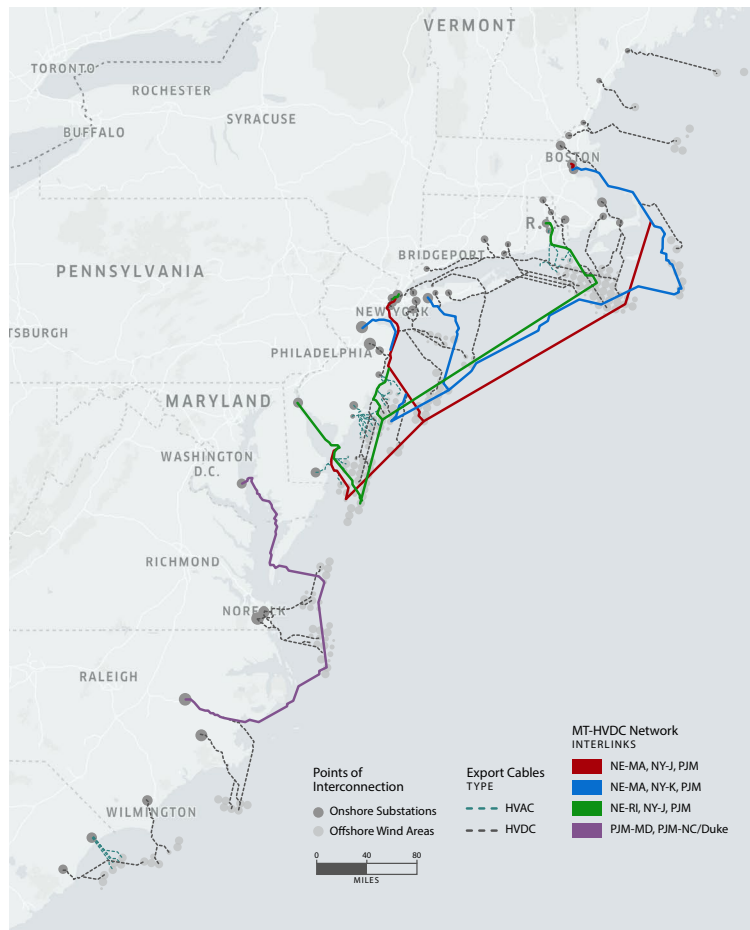 VERMONT
TORONTO
ROCHESTER
SYRACUSE
BUFFALO
BOSTON
R.
BRIDGEPORT
PENNSYLVANIA
NEW YORK
TSBURGH
PHILADELPHIA
MARYLAND
WASHINGTON
D.C.
RICHMOND
RALEIGH
WILMINGTON
MT-HVDC Network
INTERLINKS
NE-MA, NY-J, PJM
NE-MA, NY-K, PJM
NE-RI, NY-J, PJM
PJM-MD, PJM-NC/Duke
Points of
Interconnection
Onshore Substations
Offshore Wind Areas
Export Cables
TYPE
HVAC
HVDC
0 40 80
MILES